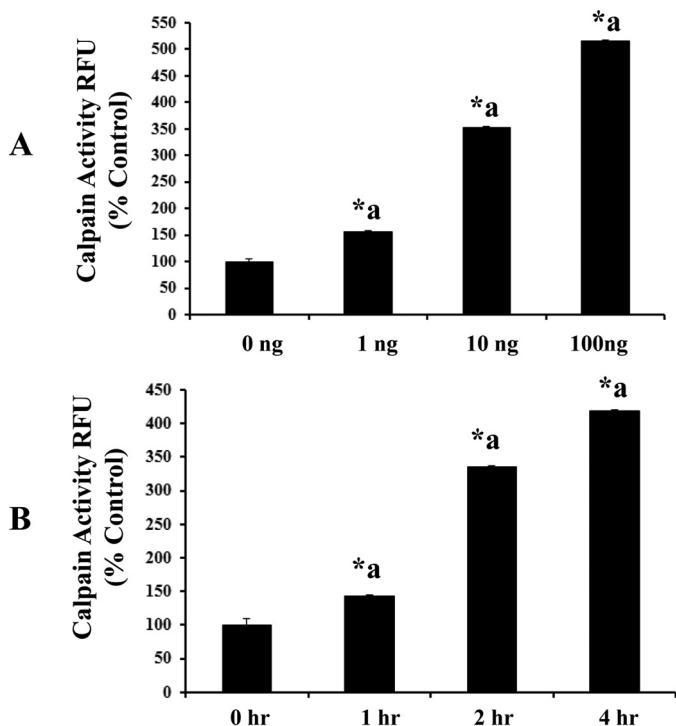 A
Calpain Activity RFU
(% Control)
550
500
450
400
350
300
250
200
150
100
50
0
*a
*a
*a
0 ng
1 ng
10 ng
100ng
B
Calpain Activity RFU
(% Control)
450
400
350
300
250
200
150
100
50
0
*a
*a
*a
0 hr
1 hr
2 hr
4 hr